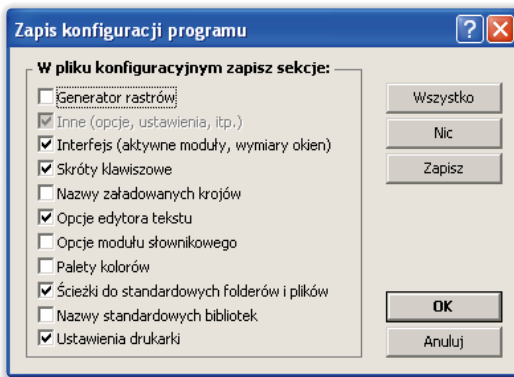 Zapis konfiguracji programu
W pliku konfiguracyjnym zapisz sekcje:
Generator rastrów
Inne (opcje, ustawienia, itp.)
Interfejs (aktywne moduły, wymiary okien)
Skróty klawiszowe
Nazwy załadowanych krojów
Opcje edytora tekstu
Opcje modułu słownikowego
Palety kolorów
Ścieżki do standardowych folderów i plików
Nazwy standardowych bibliotek
Ustawienia drukarki
Wszystko
Nic
Zapisz
OK
Anuluj